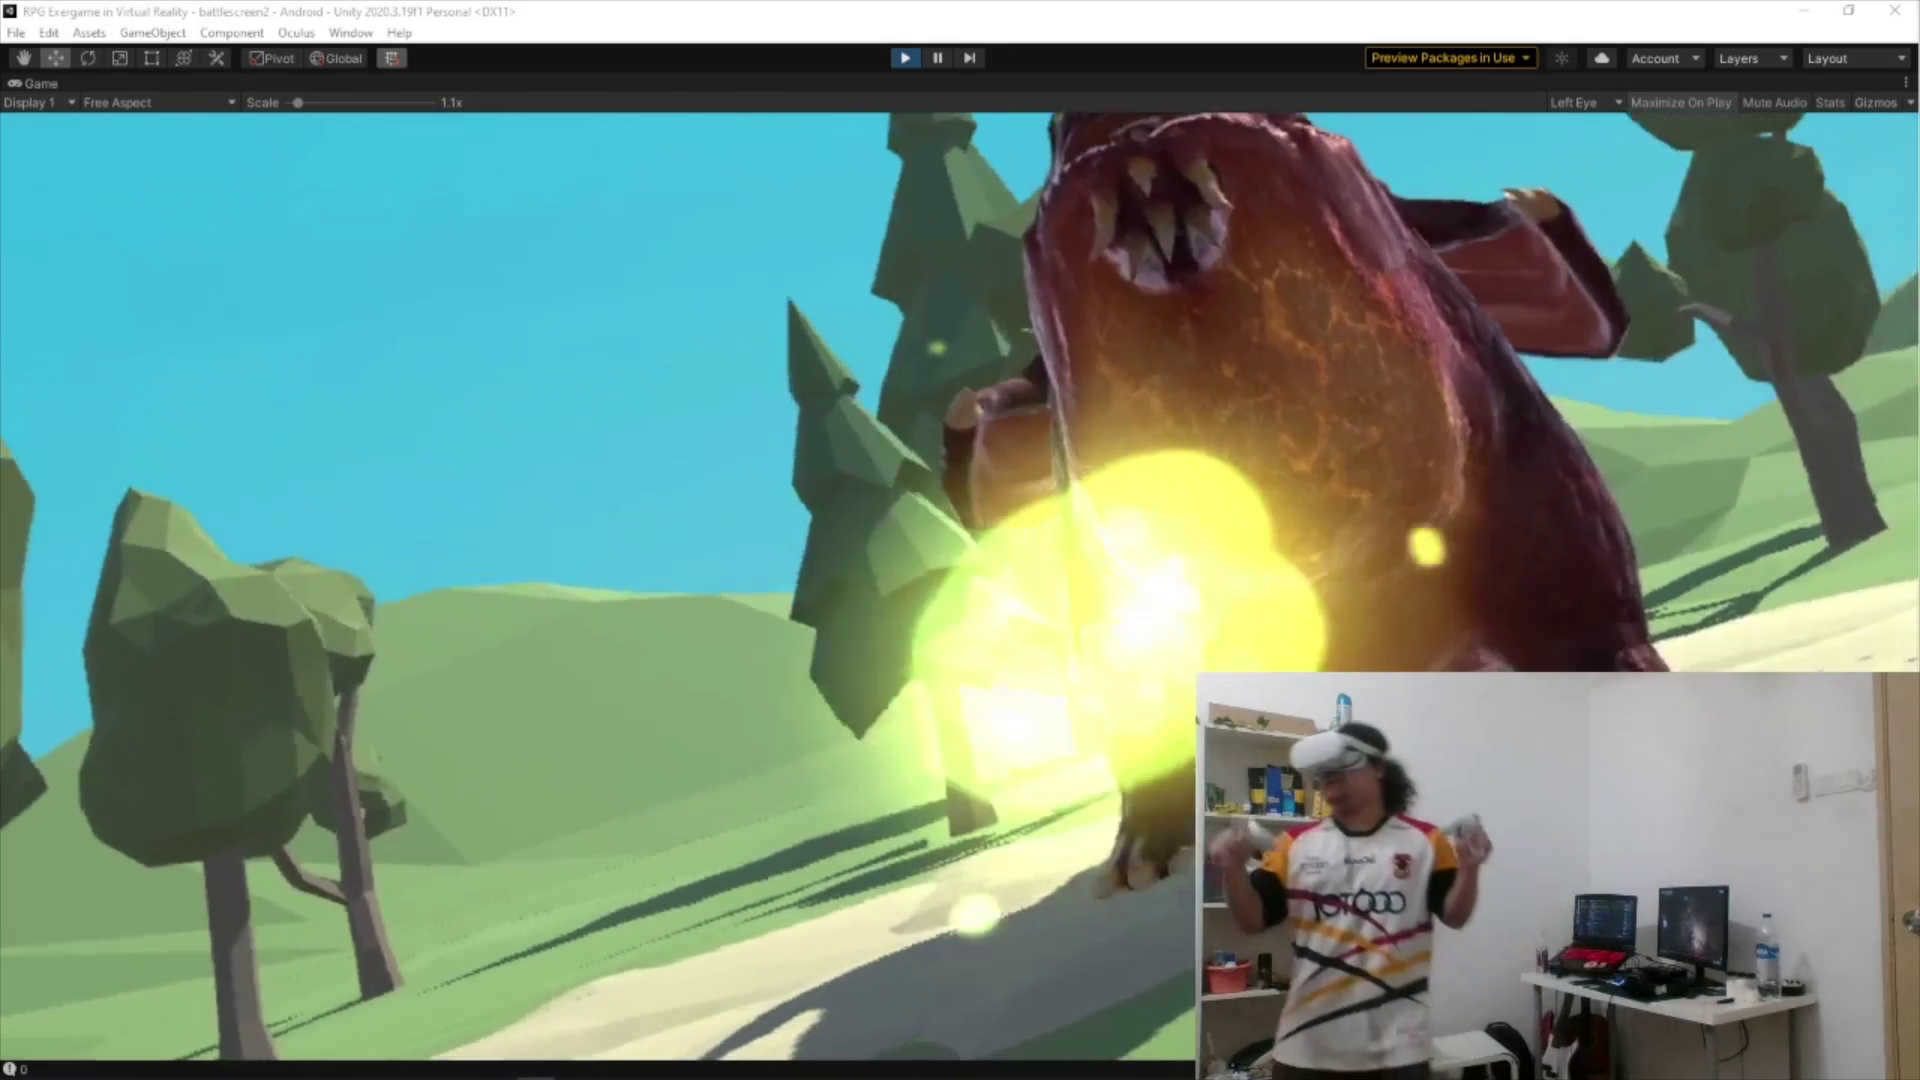 RPG Exergame in Virtual Reality - battlescreen2 - Android - Unity 2020.3.19f1 Personal <DX11>
File Edit Assets GameObject Component Oculus Window Help
Pivot Global Preview Packages in Use Account Layers Layout
Game
Display 1 Free Aspect Scale 1.1x Left Eye Maximize On Play Mute Audio Stats Gizmos
0